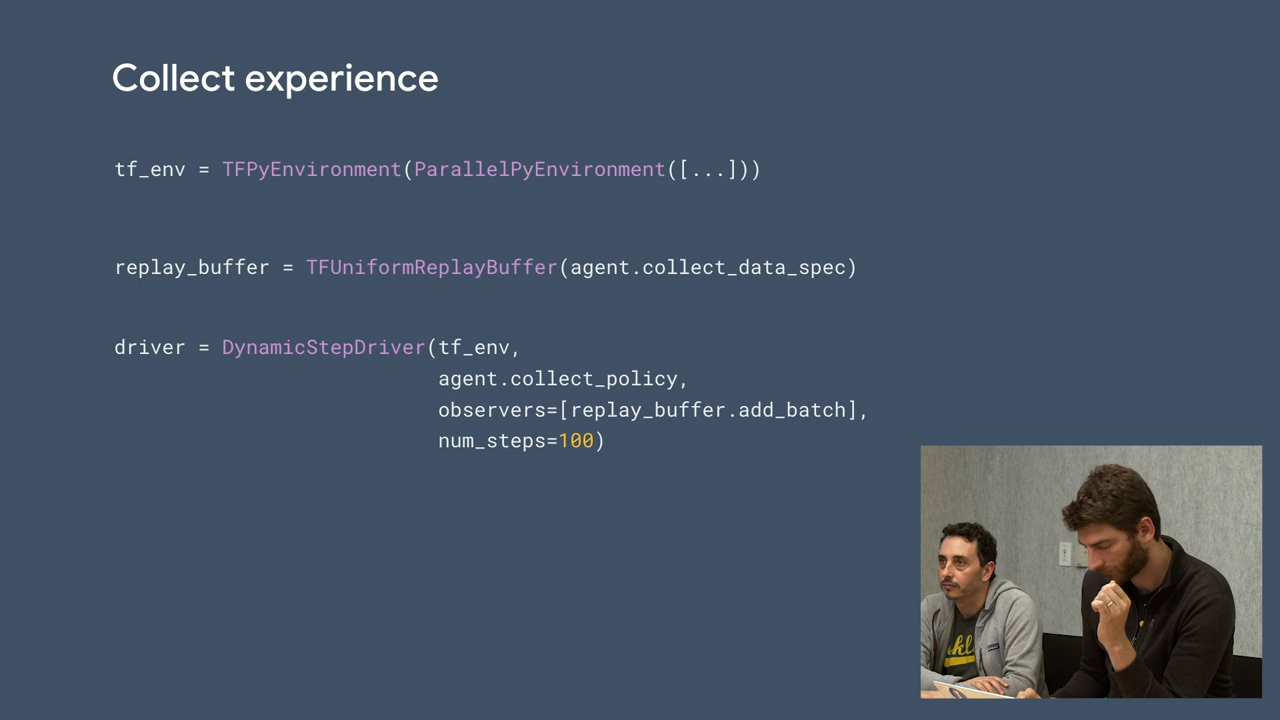 Collect experience
tf_env = TFPyEnvironment(ParallelPyEnvironment([...]))
replay_buffer = TFUniformReplayBuffer(agent.collect_data_spec)
driver = DynamicStepDriver(tf_env,
agent.collect_policy,
observers=[replay_buffer.add_batch],
num_steps=100)